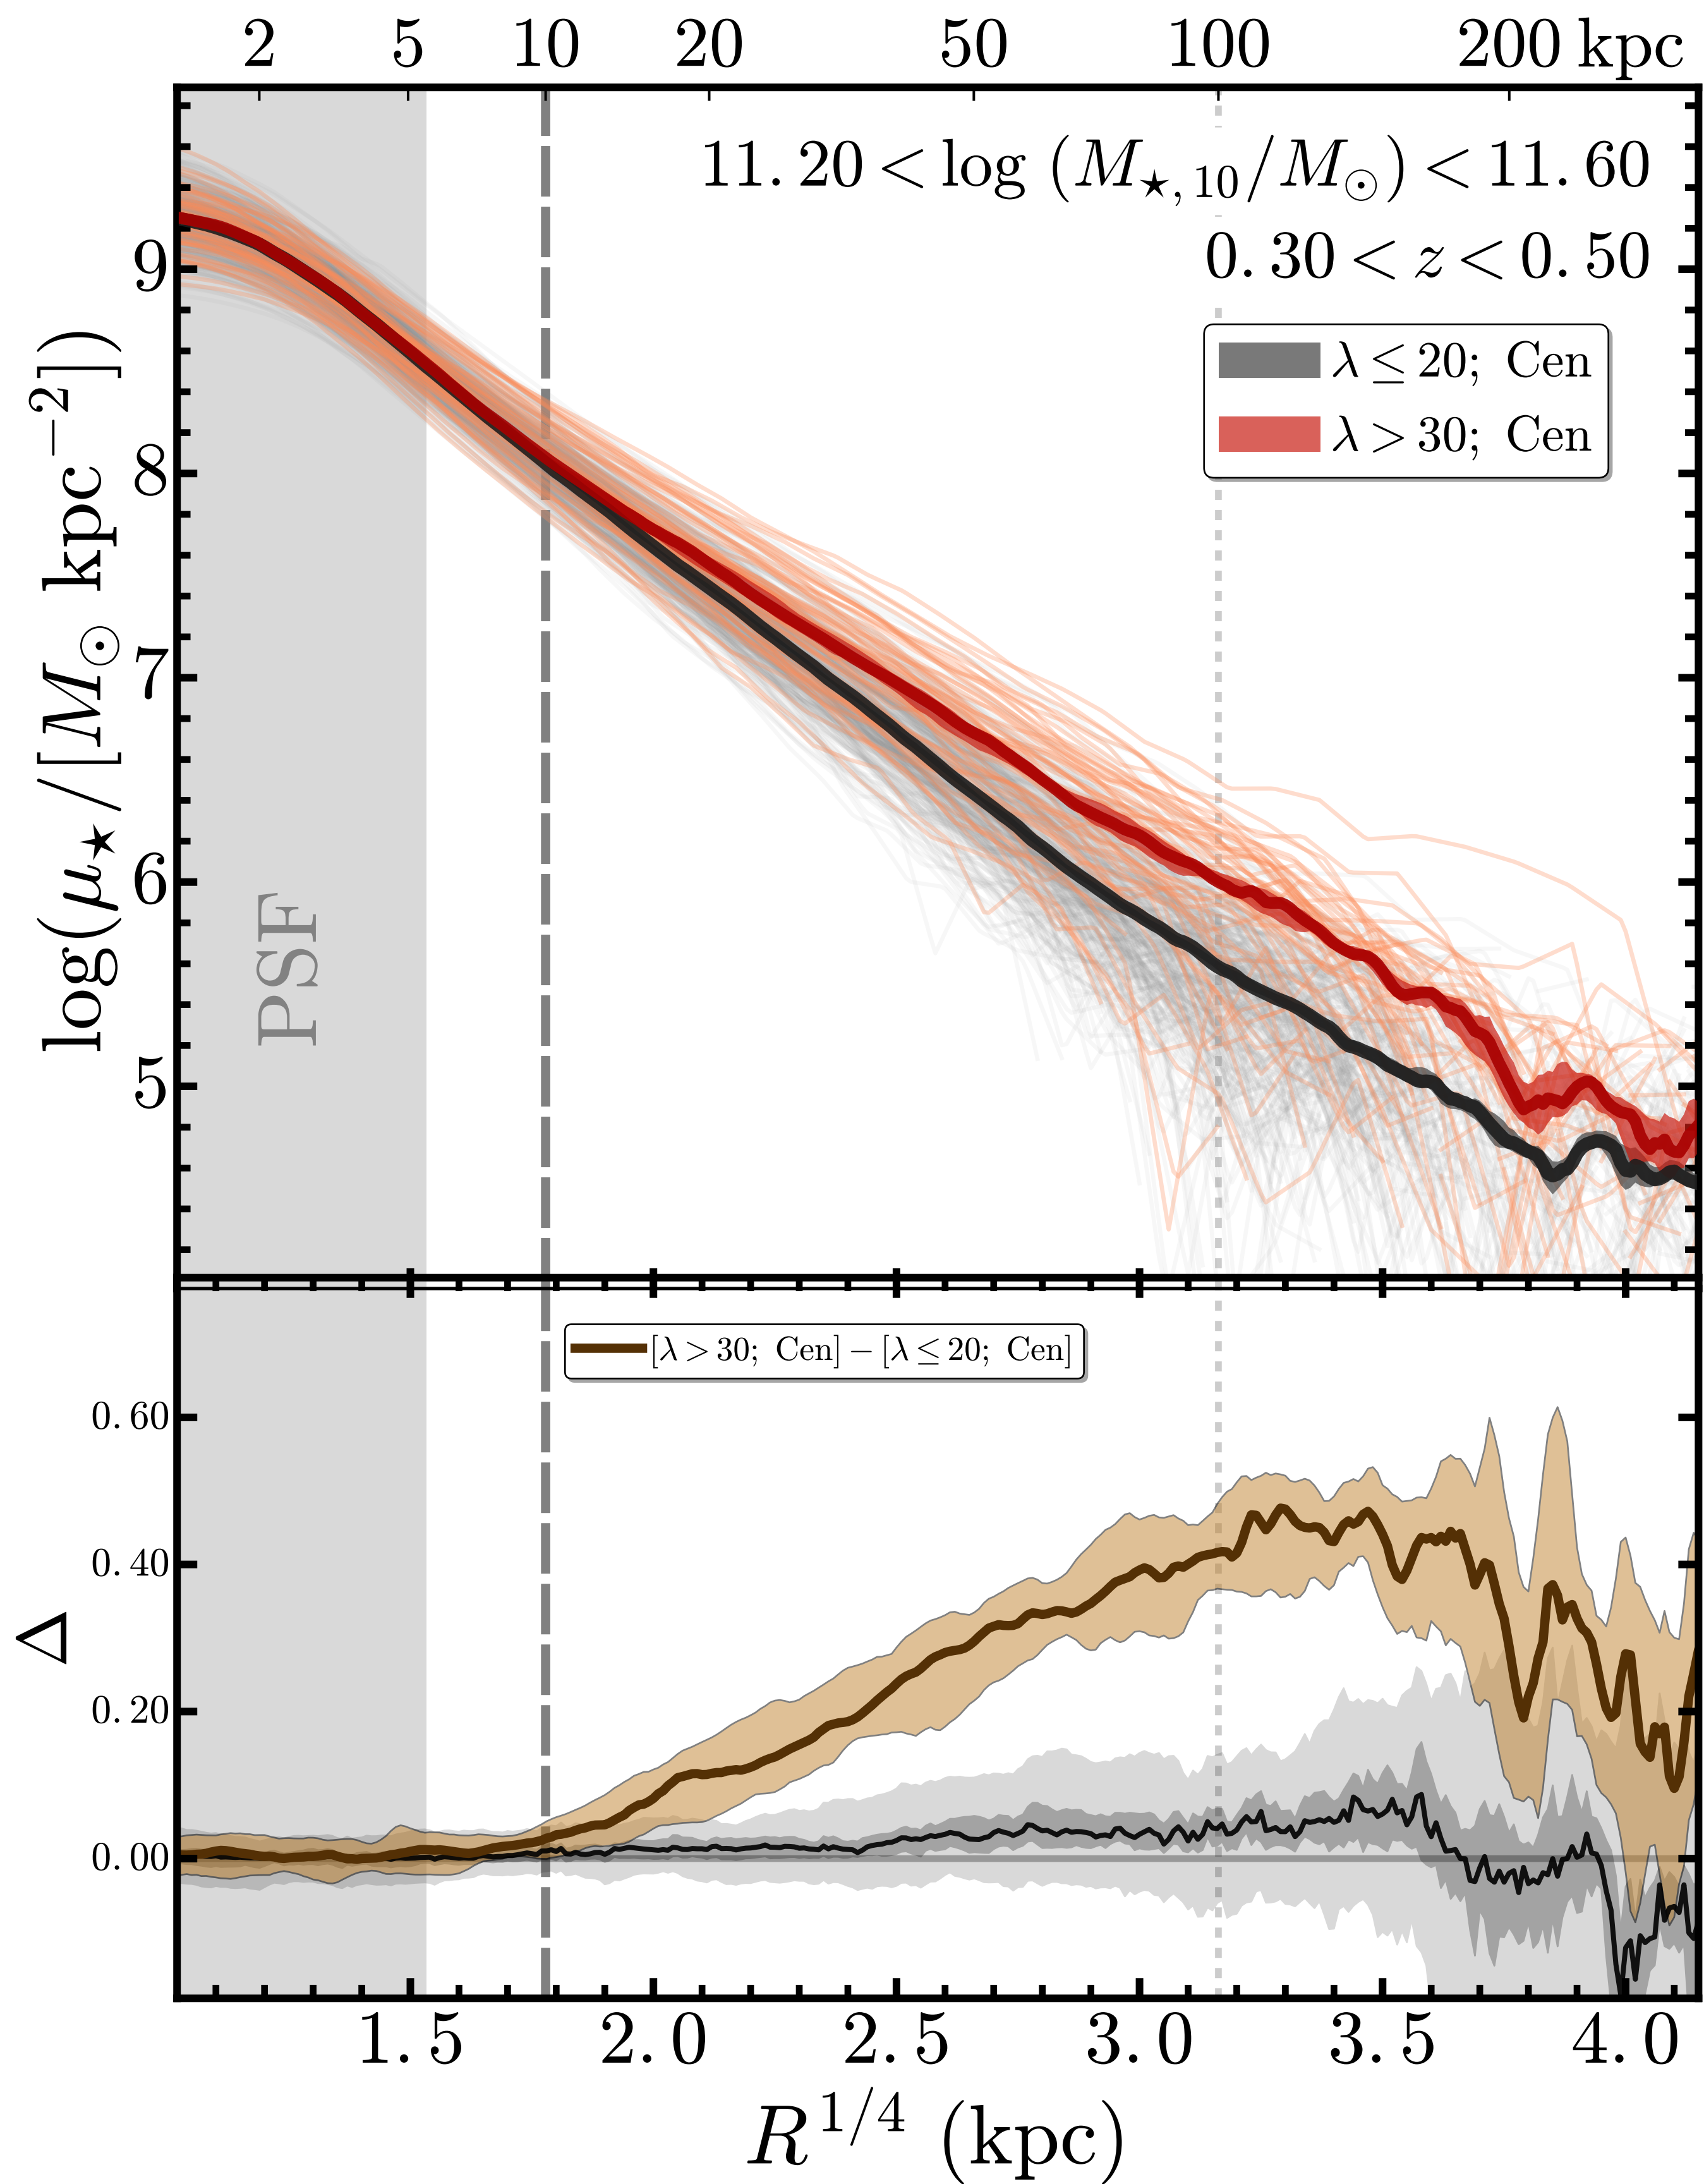 2 5 10 20 50 100 200 kpc
11.20 < log (M⋆,10/M⊙) < 11.60
0.30 < z < 0.50
λ ≤ 20; Cen
λ > 30; Cen
log(μ⋆/[M⊙ kpc−2])
9
8
7
6
5
PSF
[λ > 30; Cen] − [λ ≤ 20; Cen]
Δ
0.60
0.40
0.20
0.00
1.5 2.0 2.5 3.0 3.5 4.0
R1/4 (kpc)